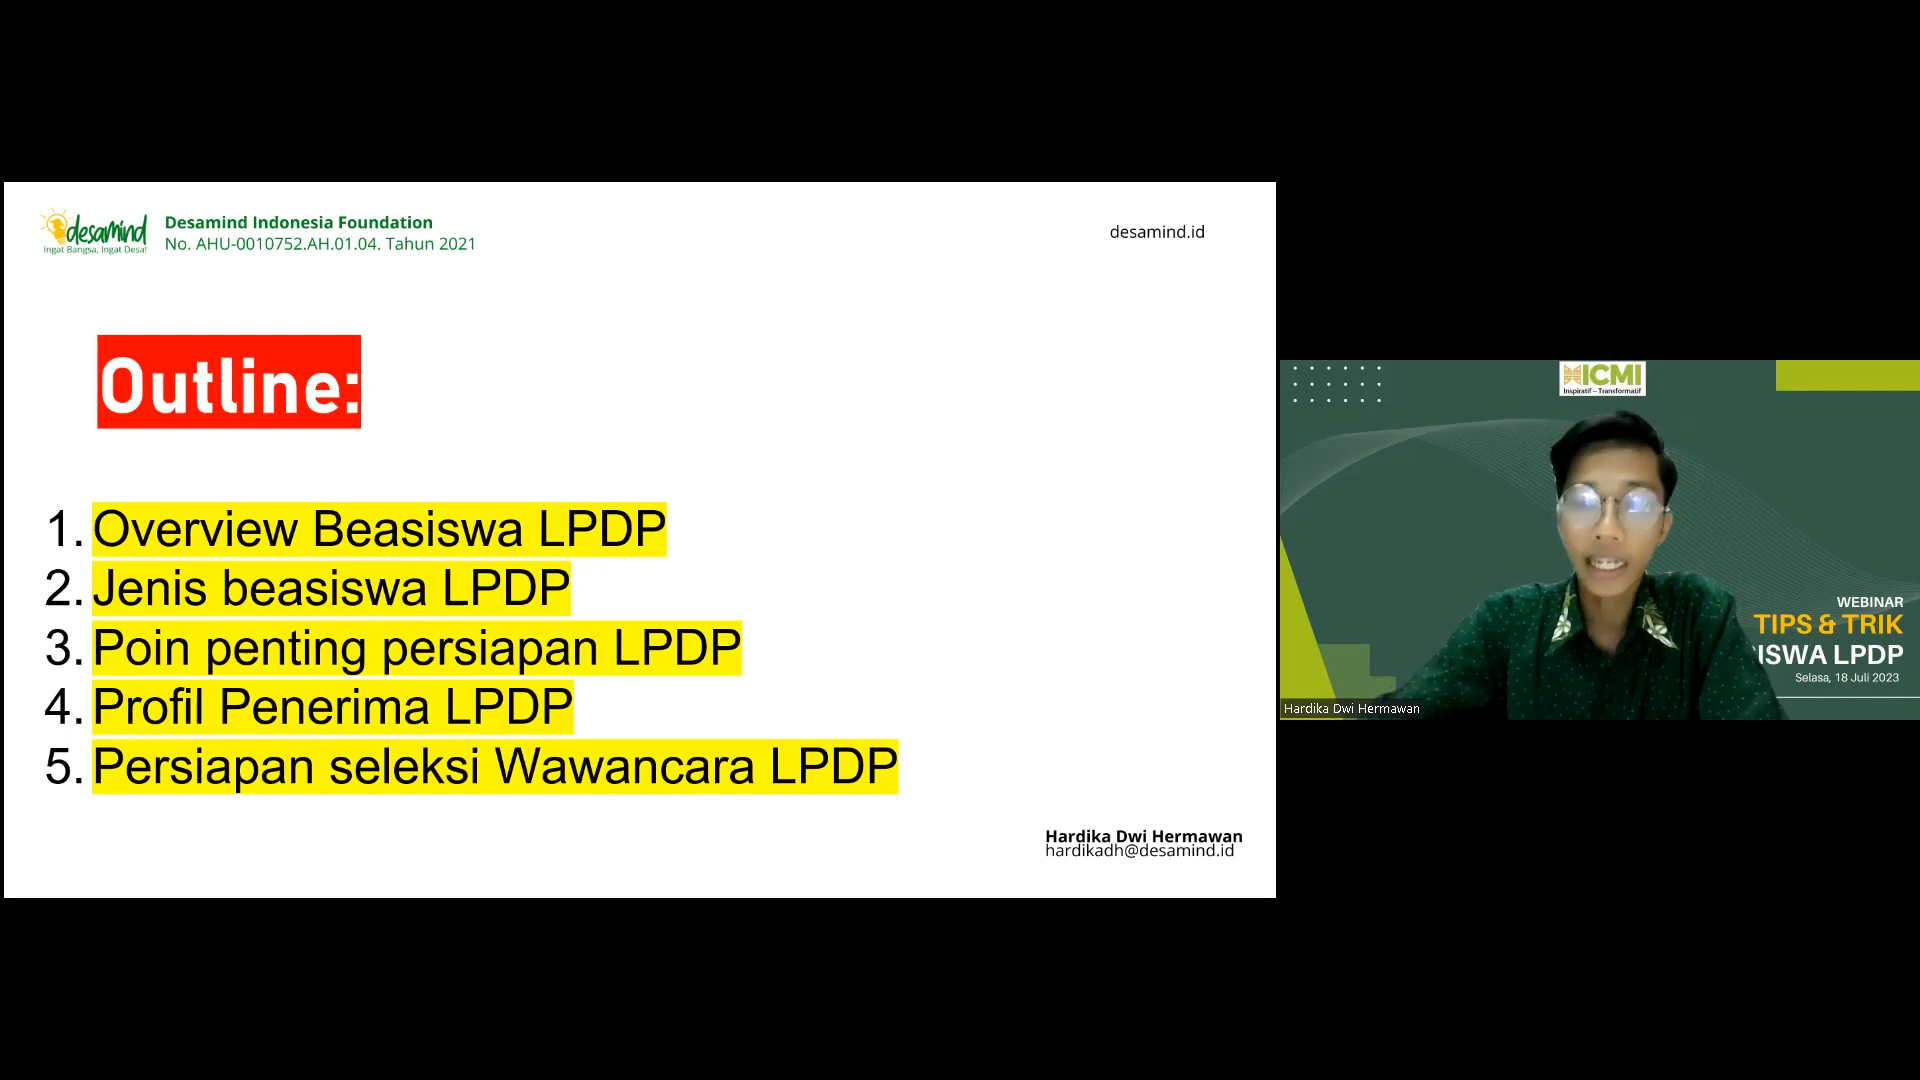 desamind
Ingat Bangsa, Ingat Desa!
Desamind Indonesia Foundation
No. AHU-0010752.AH.01.04. Tahun 2021
desamind.id
Outline:
1. Overview Beasiswa LPDP
2. Jenis beasiswa LPDP
3. Poin penting persiapan LPDP
4. Profil Penerima LPDP
5. Persiapan seleksi Wawancara LPDP
Hardika Dwi Hermawan
hardikadh@desamind.id
ICMI
Inspiratif - Transformatif
WEBINAR
TIPS & TRIK
ISWA LPDP
Selasa, 18 Juli 2023
Hardika Dwi Hermawan